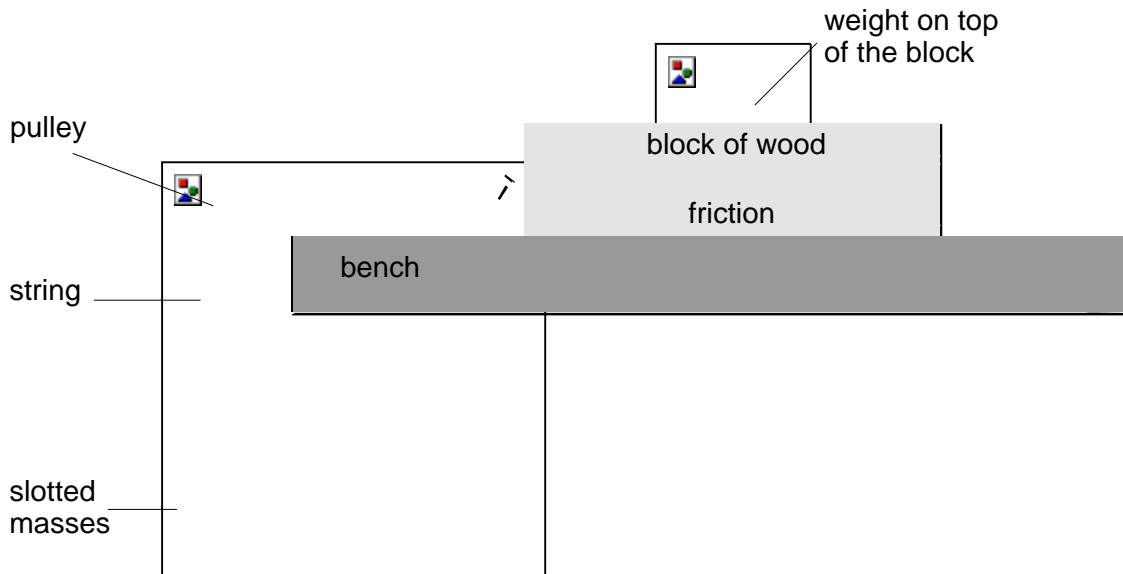 weight on top
of the block
pulley
block of wood
friction
bench
string
slotted
masses